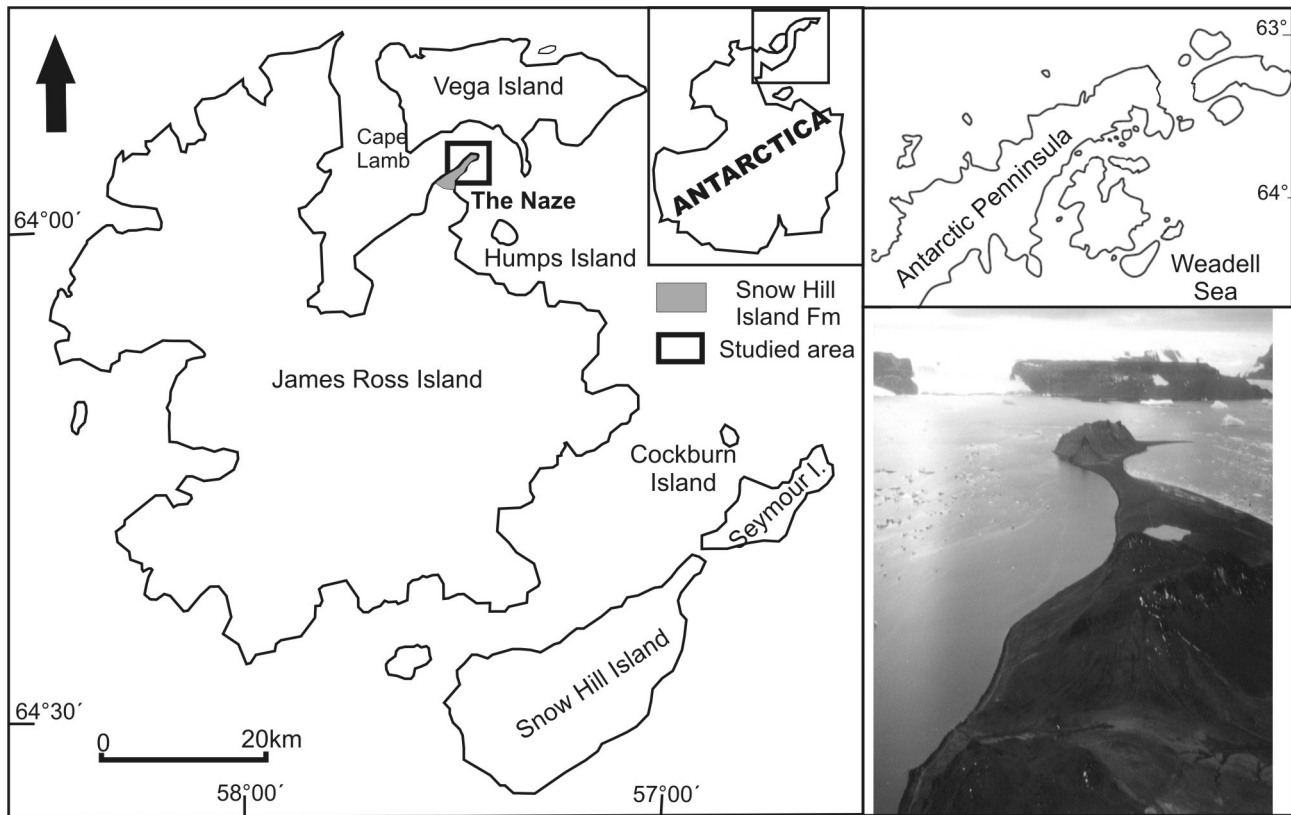 Vega Island
Cape
Lamb
The Naze
64°00´
Humps Island
James Ross Island
Cockburn
Island
Seymour I.
Snow Hill Island
64°30´
0 20km
58°00´ 57°00´
ANTARCTICA
Snow Hill
Island Fm
Studied area
63°
64°
Antarctic Penninsula
Weadell
Sea